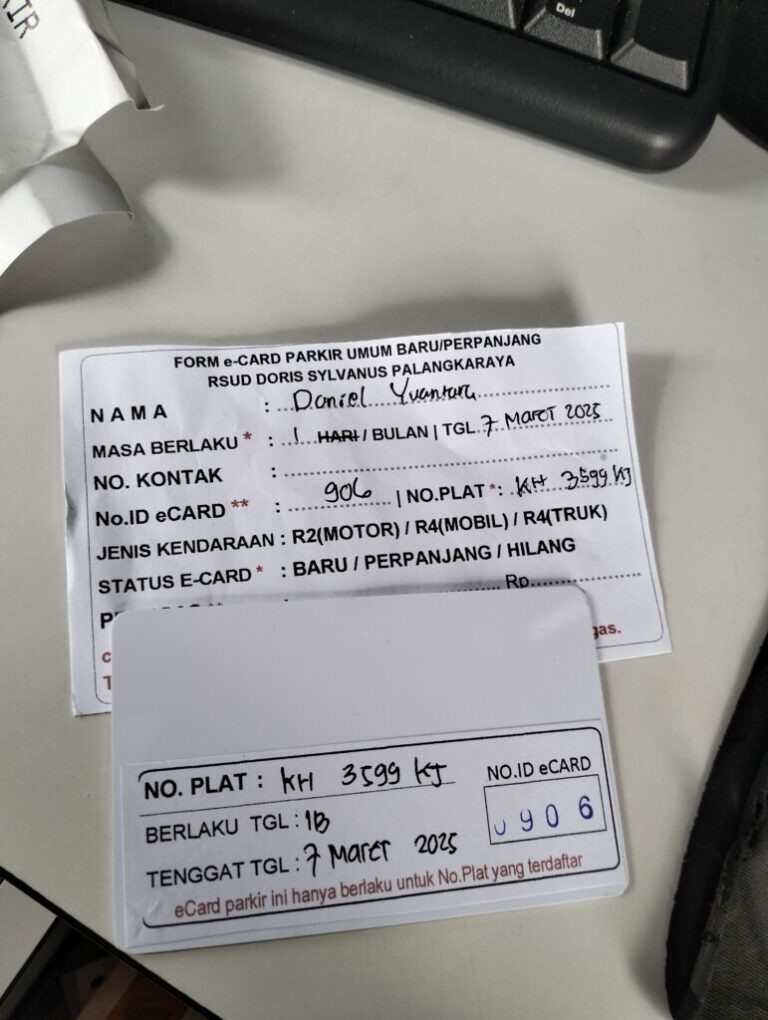 KIR
Del
FORM e-CARD PARKIR UMUM BARU/PERPANJANG
RSUD DORIS SYLVANUS PALANGKARAYA
NAMA : Daniel Yuantara
MASA BERLAKU * : 1 HARI / BULAN | TGL 7 Maret 2025
NO. KONTAK :
No.ID eCARD ** : 906 | NO.PLAT *: KH 3599 KJ
JENIS KENDARAAN : R2(MOTOR) / R4(MOBIL) / R4(TRUK)
STATUS E-CARD * : BARU / PERPANJANG / HILANG
Rp
NO. PLAT : KH 3599 KJ
NO.ID eCARD
BERLAKU TGL : 1B
0906
TENGGAT TGL : 7 Maret 2025
eCard parkir ini hanya berlaku untuk No.Plat yang terdaftar